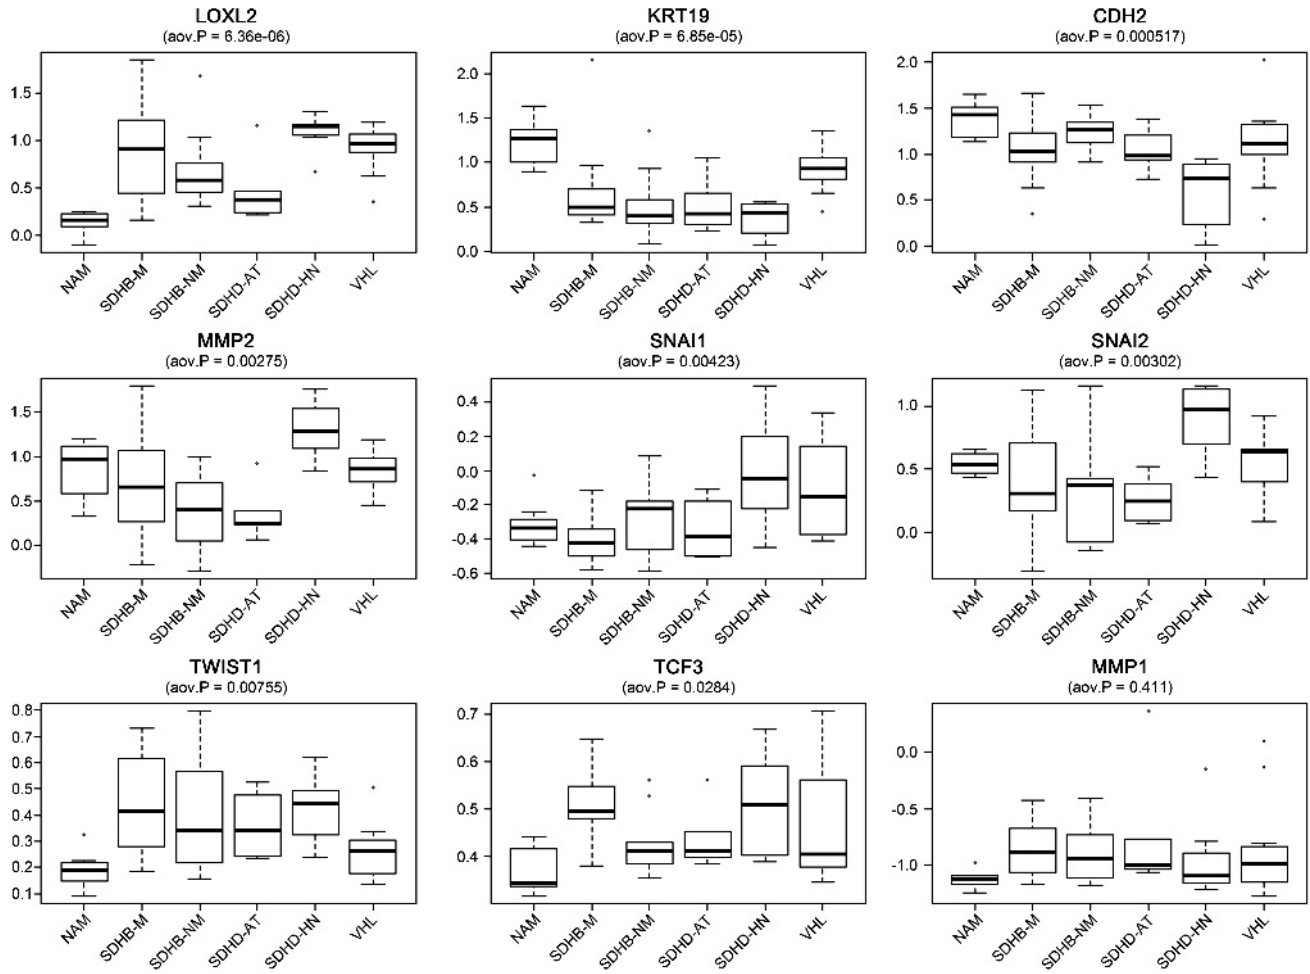 LOXL2
(aov.P = 6.36e-06)
1.5
1.0
0.5
0.0
NAM
SDHB-M
SDHB-NM
SDHD-AT
SDHD-HN
VHL
KRT19
(aov.P = 6.85e-05)
2.0
1.5
1.0
0.5
0.0
NAM
SDHB-M
SDHB-NM
SDHD-AT
SDHD-HN
VHL
CDH2
(aov.P = 0.000517)
2.0
1.5
1.0
0.5
0.0
NAM
SDHB-M
SDHB-NM
SDHD-AT
SDHD-HN
VHL
MMP2
(aov.P = 0.00275)
1.5
1.0
0.5
0.0
NAM
SDHB-M
SDHB-NM
SDHD-AT
SDHD-HN
VHL
SNAI1
(aov.P = 0.00423)
0.4
0.2
0.0
-0.2
-0.4
-0.6
NAM
SDHB-M
SDHB-NM
SDHD-AT
SDHD-HN
VHL
SNAI2
(aov.P = 0.00302)
1.0
0.5
0.0
NAM
SDHB-M
SDHB-NM
SDHD-AT
SDHD-HN
VHL
TWIST1
(aov.P = 0.00755)
0.8
0.7
0.6
0.5
0.4
0.3
0.2
0.1
NAM
SDHB-M
SDHB-NM
SDHD-AT
SDHD-HN
VHL
TCF3
(aov.P = 0.0284)
0.7
0.6
0.5
0.4
NAM
SDHB-M
SDHB-NM
SDHD-AT
SDHD-HN
VHL
MMP1
(aov.P = 0.411)
0.0
-0.5
-1.0
NAM
SDHB-M
SDHB-NM
SDHD-AT
SDHD-HN
VHL